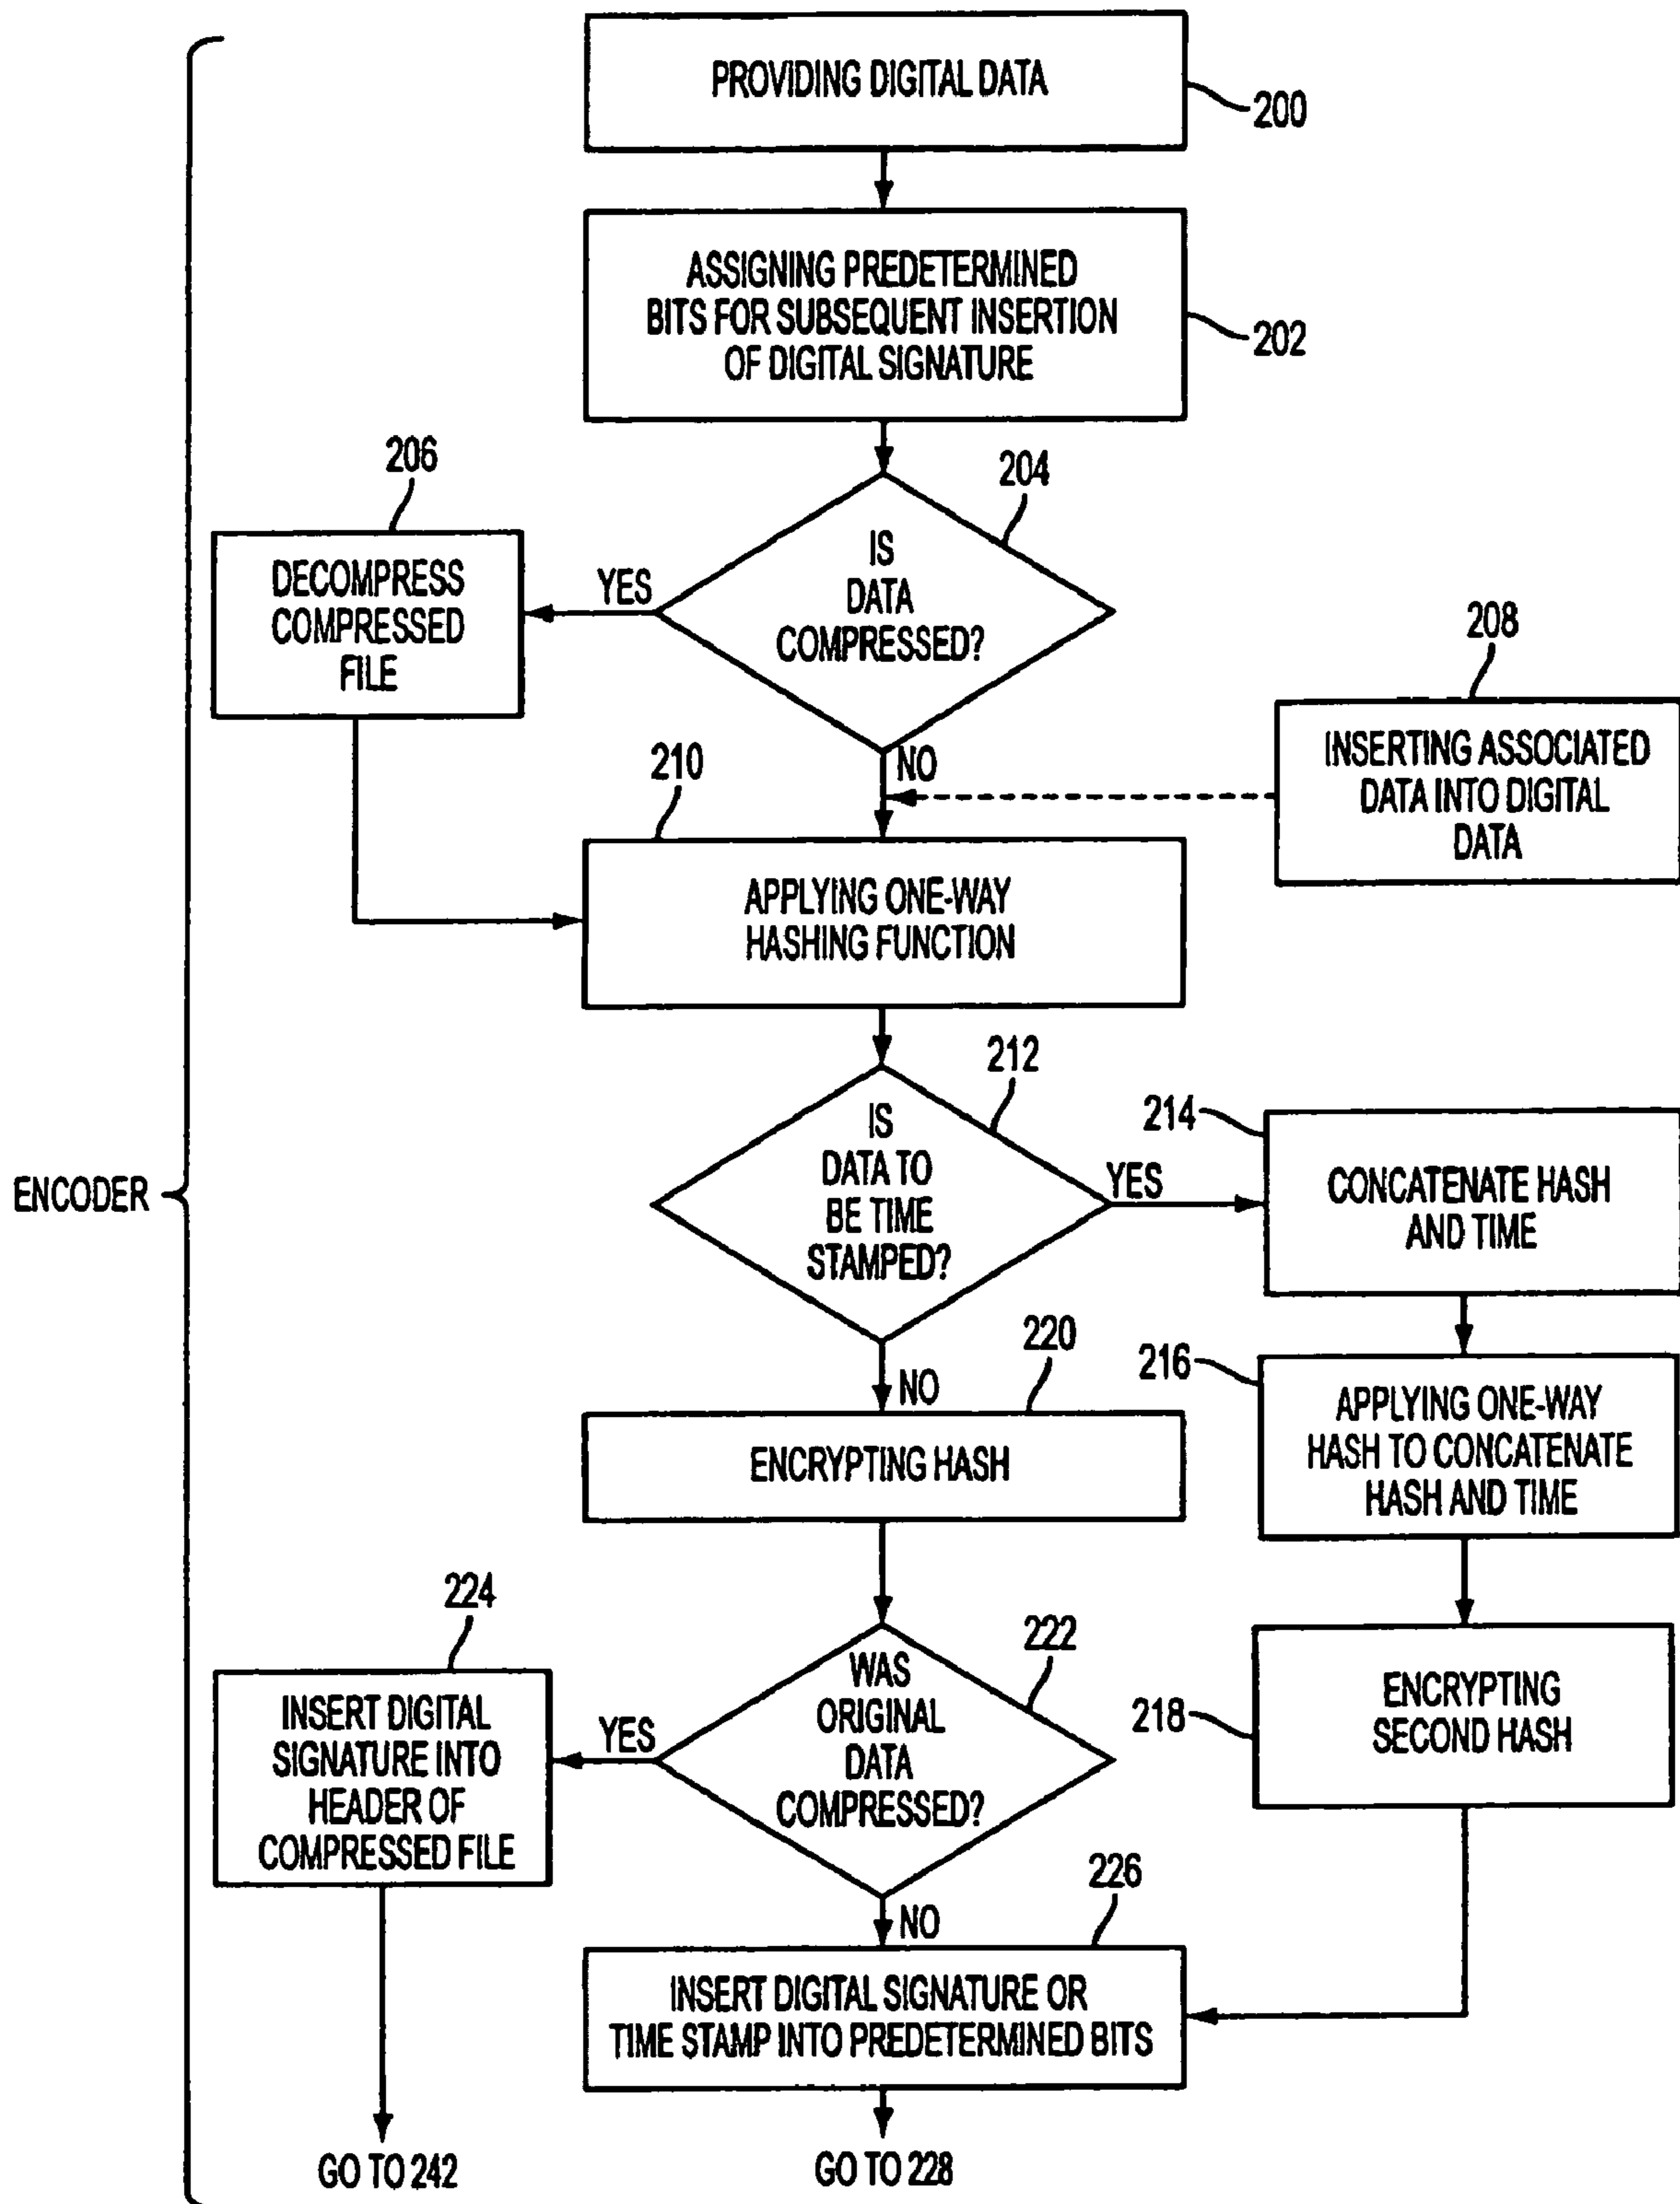 PROVIDING DIGITAL DATA
200
ASSIGNING PREDETERMINED
BITS FOR SUBSEQUENT INSERTION
OF DIGITAL SIGNATURE
202
206
204
DECOMPRESS
COMPRESSED
FILE
YES
IS
DATA
COMPRESSED?
208
INSERTING ASSOCIATED
DATA INTO DIGITAL
DATA
NO
210
APPLYING ONE-WAY
HASHING FUNCTION
212
IS
DATA TO
BE TIME
STAMPED?
YES
214
CONCATENATE HASH
AND TIME
ENCODER
NO
220
216
APPLYING ONE-WAY
HASH TO CONCATENATE
HASH AND TIME
ENCRYPTING HASH
224
222
INSERT DIGITAL
SIGNATURE INTO
HEADER OF
COMPRESSED FILE
YES
WAS
ORIGINAL
DATA
COMPRESSED?
218
ENCRYPTING
SECOND HASH
NO
226
INSERT DIGITAL SIGNATURE OR
TIME STAMP INTO PREDETERMINED BITS
GO TO 242
GO TO 228